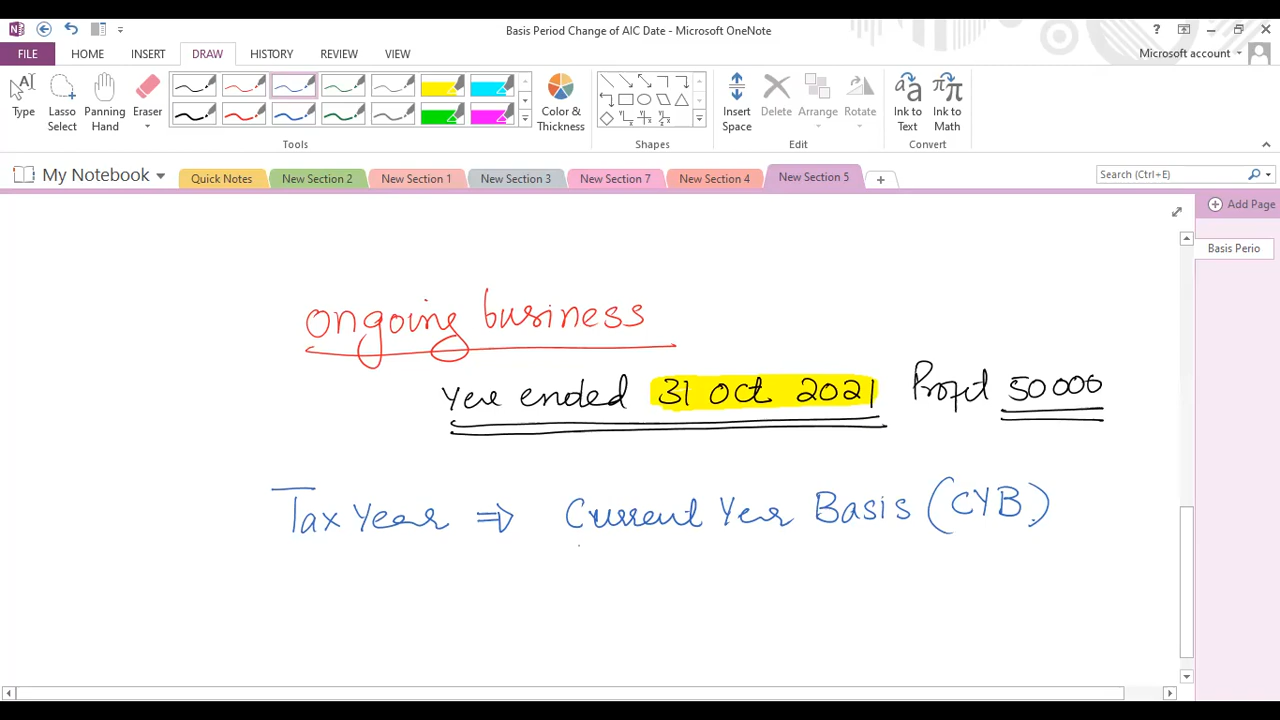 Basis Period Change of AIC Date - Microsoft OneNote
FILE HOME INSERT DRAW HISTORY REVIEW VIEW Microsoft account
Type Lasso Select Panning Hand Eraser Color & Thickness Insert Space Delete Arrange Rotate Ink to Text Ink to Math
Tools Shapes Edit Convert
My Notebook Quick Notes New Section 2 New Section 1 New Section 3 New Section 7 New Section 4 New Section 5 Search (Ctrl+E)
Add Page
Basis Perio
ongoing business
Year ended 31 Oct 2021 Profit 50000
Tax Year ⇒ Current Year Basis (CYB)